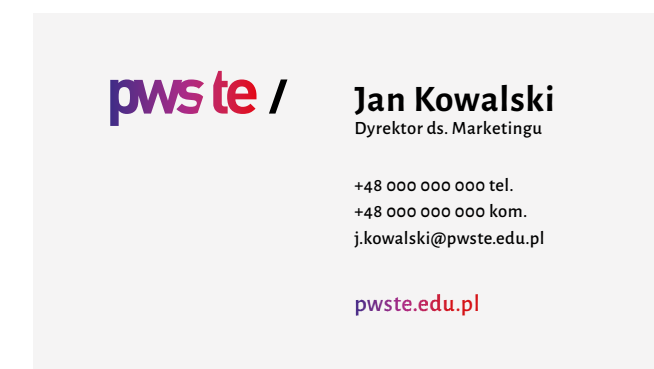 pwste /
Jan Kowalski
Dyrektor ds. Marketingu
+48 000 000 000 tel.
+48 000 000 000 kom.
j.kowalski@pwste.edu.pl
pwste.edu.pl